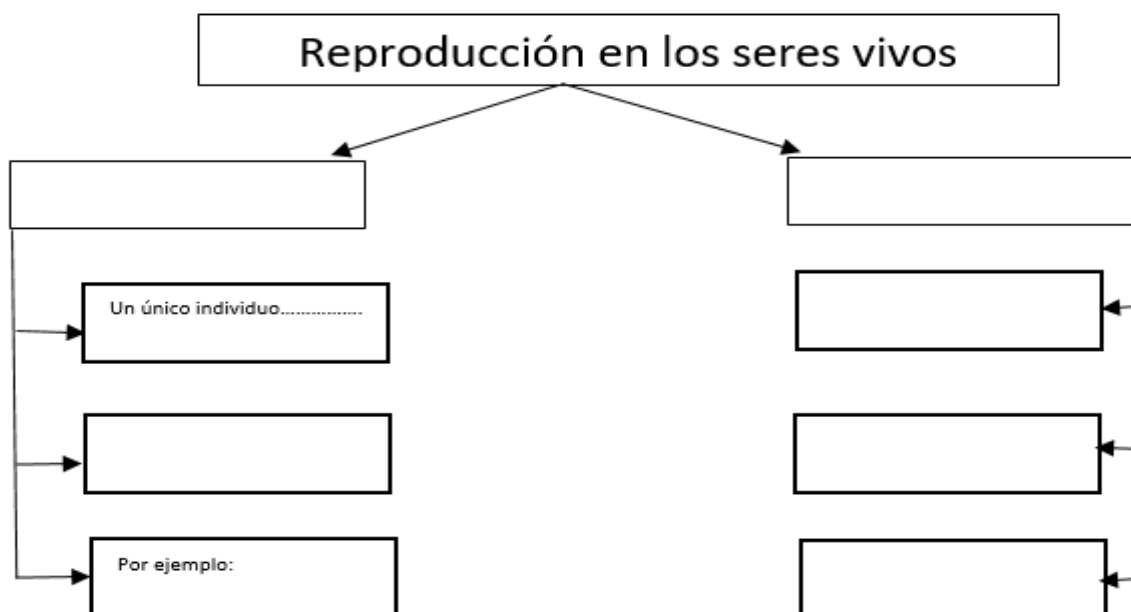 Reproducción en los seres vivos
Un único individuo.................
Por ejemplo: